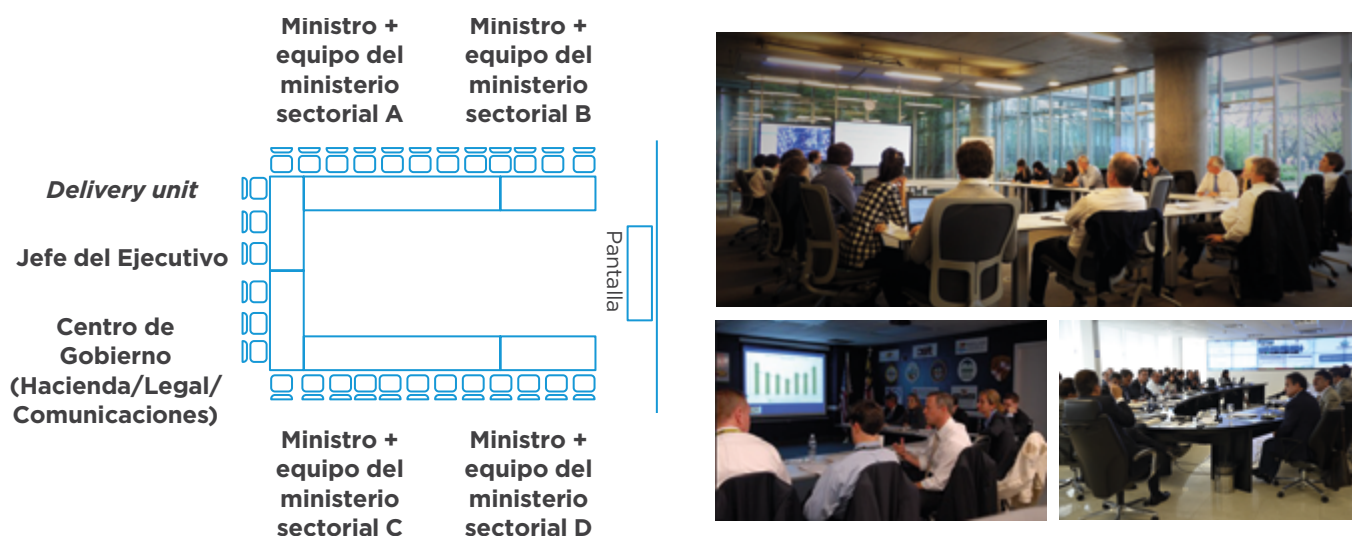 Ministro +
equipo del
ministerio
sectorial A
Ministro +
equipo del
ministerio
sectorial B
Delivery unit
Jefe del Ejecutivo
Centro de
Gobierno
(Hacienda/Legal/
Comunicaciones)
Pantalla
Ministro +
equipo del
ministerio
sectorial C
Ministro +
equipo del
ministerio
sectorial D